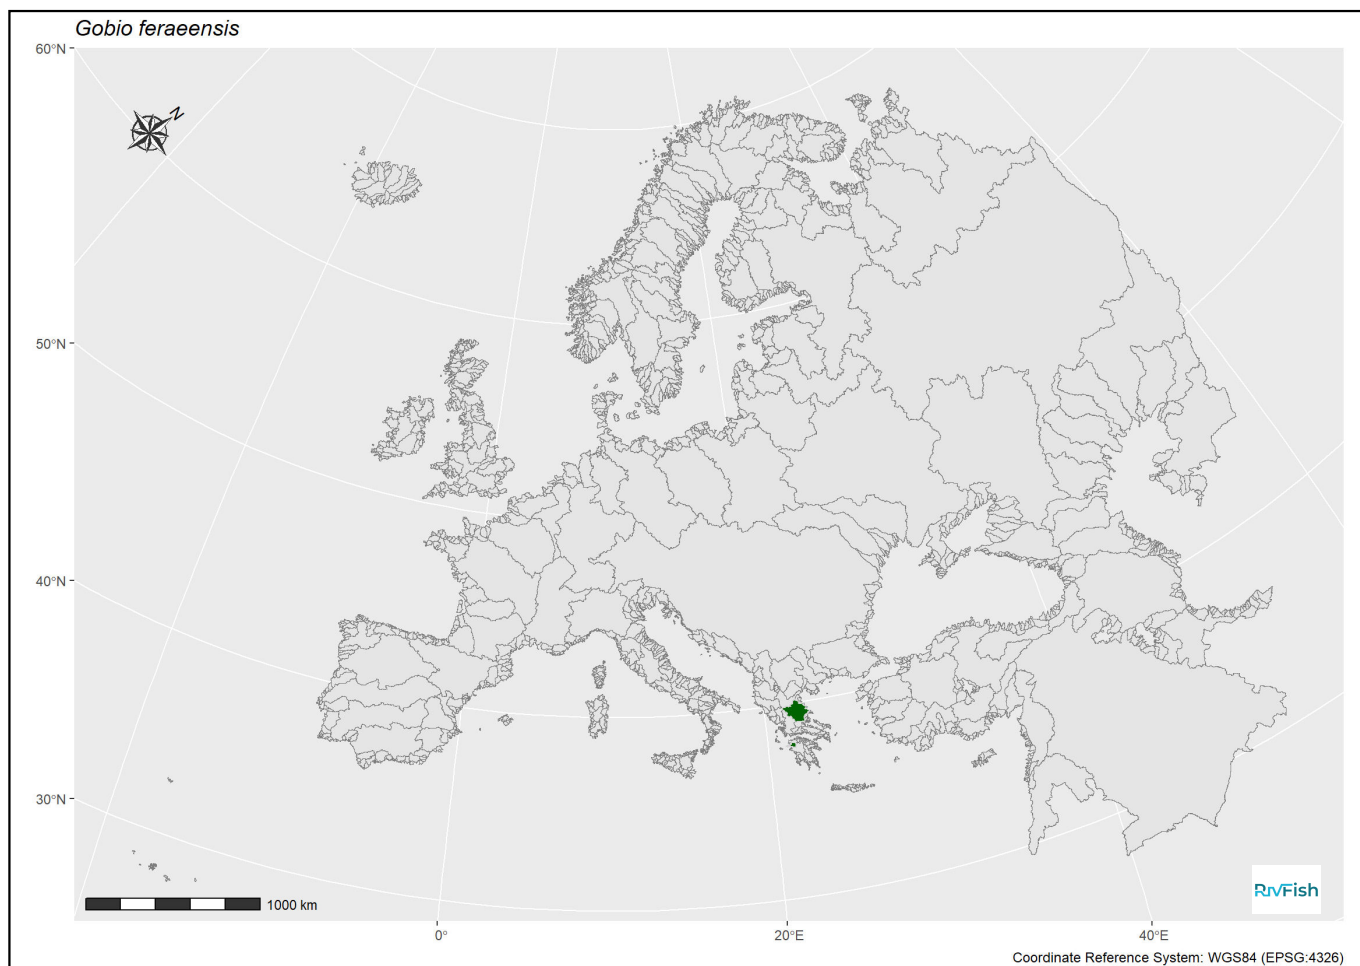 Gobio feraeensis
60°N
50°N
40°N
30°N
N
1000 km
RIVFISH
0°
20°E
40°E
Coordinate Reference System: WGS84 (EPSG:4326)